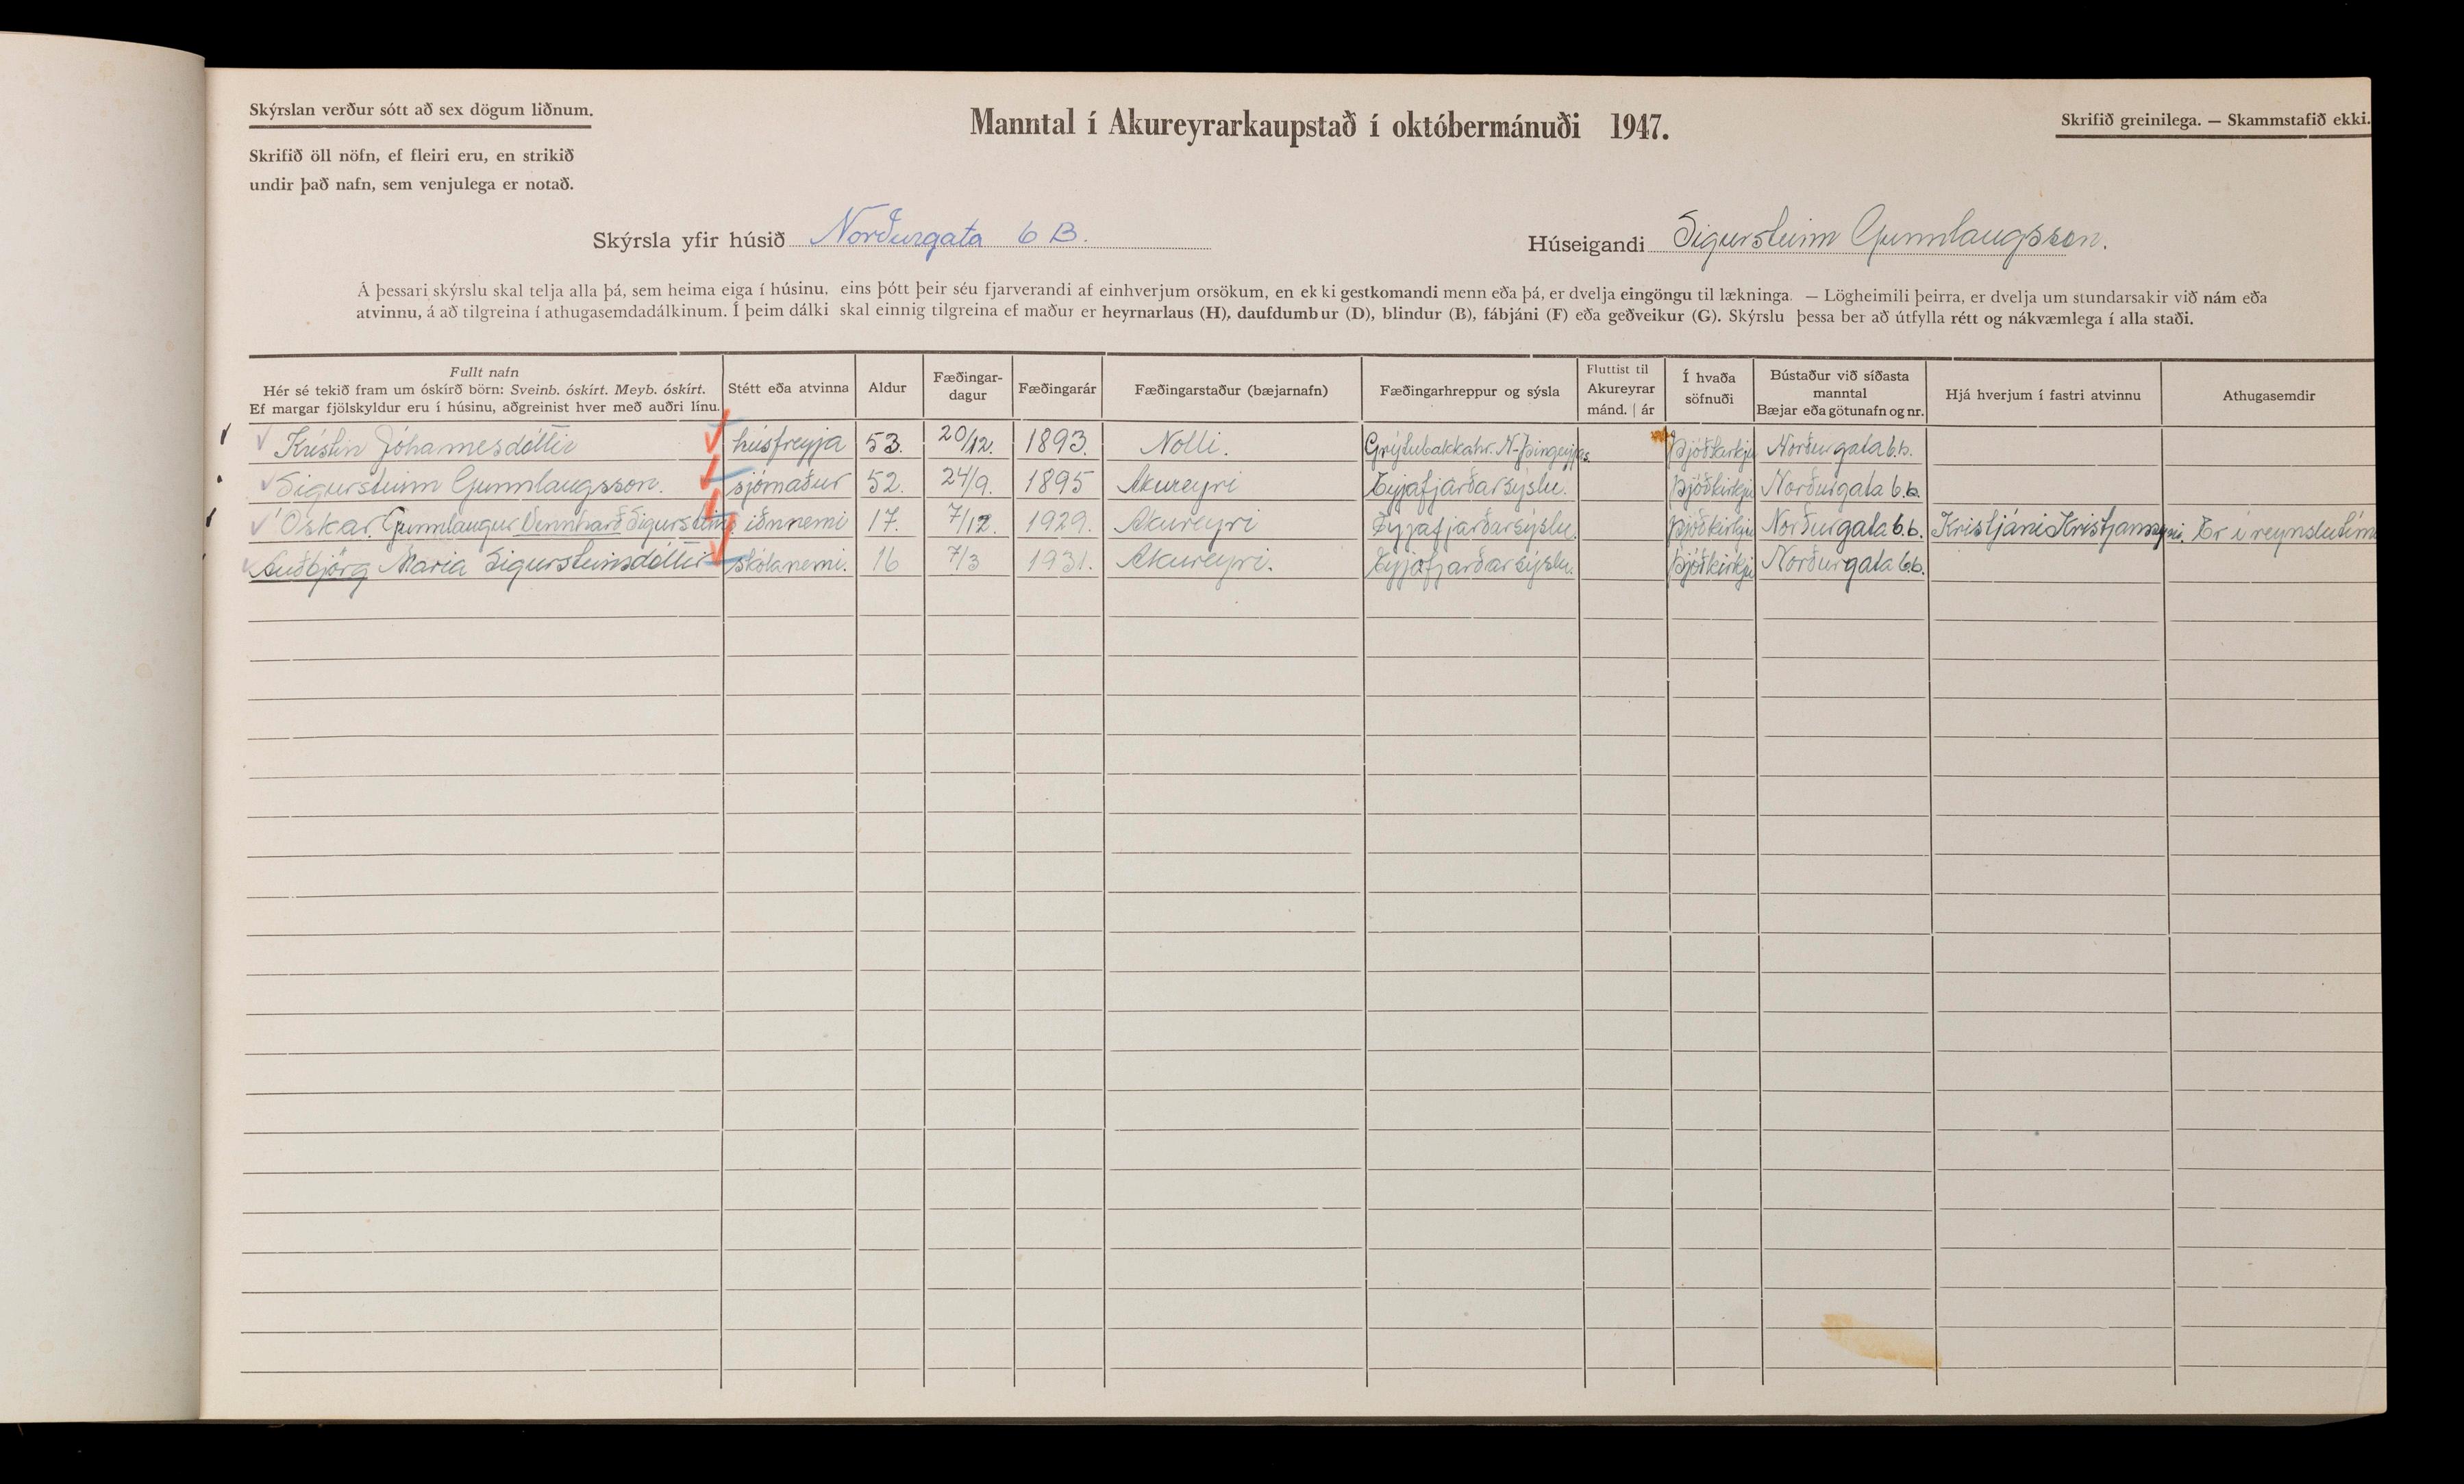 Skýrslan verður sótt að sex dögum liðnum.
Manntal í Akureyrarkaupstað í októbermánuði 1947.
Skrifið greinilega. — Skammstafið ekki.
Skrifið öll nöfn, ef fleiri eru, en strikið
undir það nafn, sem venjulega er notað.
Skýrsla yfir húsið Norðurgata 6 B.
Húseigandi Sigursteinn Gunnlaugsson.
Á þessari skýrslu skal telja alla þá, sem heima eiga í húsinu, eins þótt þeir séu fjarverandi af einhverjum orsökum, en ekki gestkomandi menn eða þá, er dvelja eingöngu til lækninga. — Lögheimili þeirra, er dvelja um stundarsakir við nám eða
atvinnu, á að tilgreina í athugasemdadálkinum. Í þeim dálki skal einnig tilgreina ef maður er heyrnarlaus (H), daufdumbur (D), blindur (B), fábjáni (F) eða geðveikur (G). Skýrslu þessa ber að útfylla rétt og nákvæmlega í alla staði.
Fullt nafn
Hér sé tekið fram um óskírð börn: Sveinb. óskírt. Meyb. óskírt.
Ef margar fjölskyldur eru í húsinu, aðgreinist hver með auðri línu.
Stétt eða atvinna
Aldur
Fæðingar-
dagur
Fæðingarár
Fæðingarstaður (bæjarnafn)
Fæðingarhreppur og sýsla
Fluttist til
Akureyrar
mánd. | ár
Í hvaða
söfnuði
Bústaður við síðasta
manntal
Bæjar eða götunafn og nr.
Hjá hverjum í fastri atvinnu
Athugasemdir
Kristín Jóhannesdóttir húsfreyja 53. 20/12. 1893. Nolli. Grýtubakkahr. N-Þingeyjas. Þjóðkirkju Norðurgata 6.b.
Sigursteinn Gunnlaugsson. sjómaður 52. 24/9. 1895 Akureyri Eyjafjarðarsýslu. Þjóðkirkju Norðurgata 6.b.
Óskar Gunnlaugur Vennharð Sigursteins. iðnnemi 17. 7/12. 1929. Akureyri Eyjafjarðarsýslu. Þjóðkirkju Norðurgata 6.b. Kristjáni Kristjánssyni. Er í reynslutíma
Auðbjörg María Sigursteinsdóttir skólanemi. 16 7/3 1931. Akureyri. Eyjafjarðarsýslu. Þjóðkirkju Norðurgata 6.b.